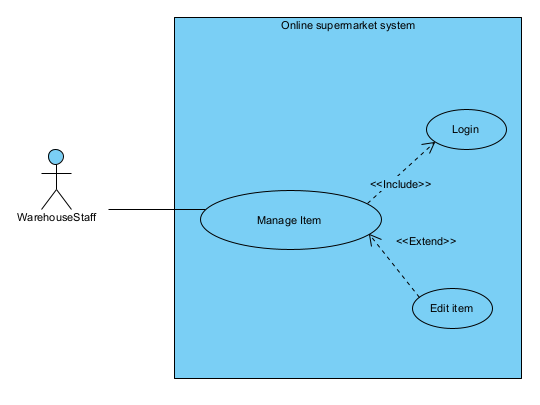 Online supermarket system
Login
<<Include>>
WarehouseStaff
Manage Item
<<Extend>>
Edit item